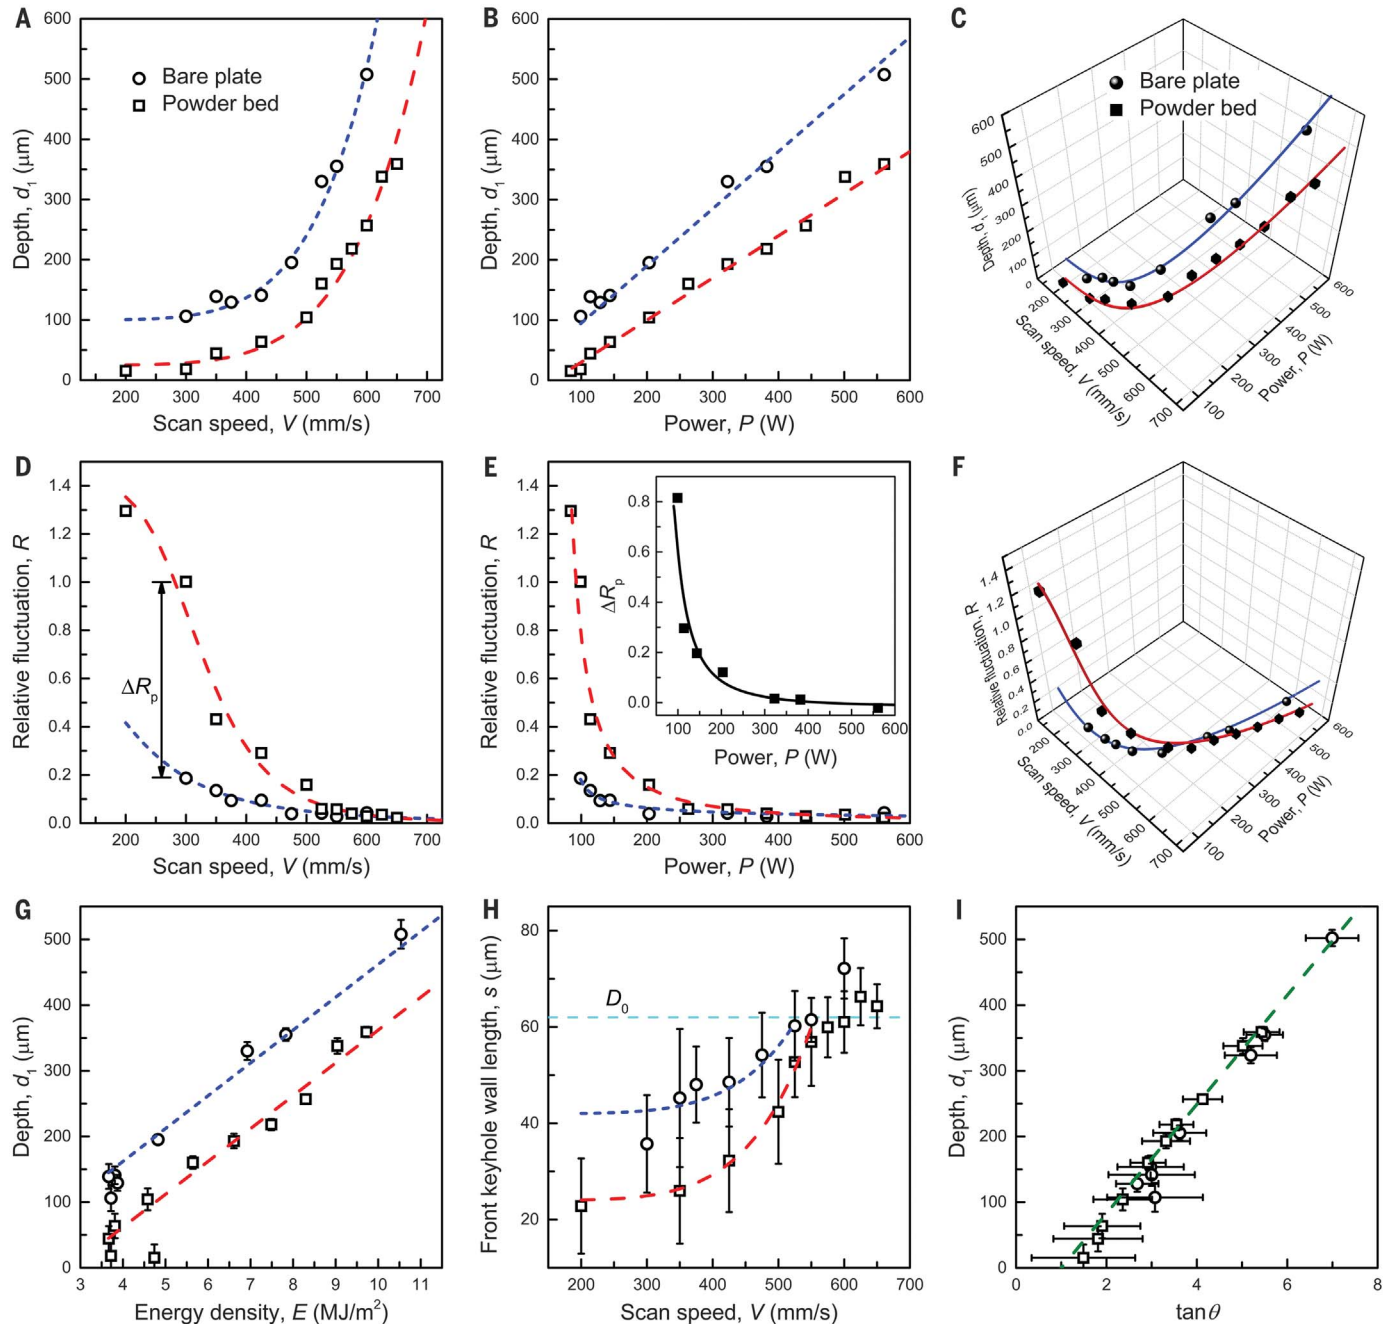 A
600
500
400
300
200
100
0
Depth, d₁ (μm)
Bare plate
Powder bed
200 300 400 500 600 700
Scan speed, V (mm/s)
B
600
500
400
300
200
100
0
Depth, d₁ (μm)
100 200 300 400 500 600
Power, P (W)
C
Bare plate
Powder bed
600
500
400
300
200
100
0
Depth, d₁ (μm)
200
300
400
500
600
700
Scan speed, V (mm/s)
100
200
300
400
500
600
Power, P (W)
D
1.4
1.2
1.0
0.8
0.6
0.4
0.2
0.0
Relative fluctuation, R
ΔRₚ
200 300 400 500 600 700
Scan speed, V (mm/s)
E
1.4
1.2
1.0
0.8
0.6
0.4
0.2
0.0
Relative fluctuation, R
0.8
0.6
0.4
0.2
0.0
ΔRₚ
100 200 300 400 500 600
Power, P (W)
100 200 300 400 500 600
Power, P (W)
F
1.4
1.2
1.0
0.8
0.6
0.4
0.2
0.0
Relative fluctuation, R
200
300
400
500
600
700
Scan speed, V (mm/s)
100
200
300
400
500
600
Power, P (W)
G
500
400
300
200
100
0
Depth, d₁ (μm)
3 4 5 6 7 8 9 10 11
Energy density, E (MJ/m²)
H
80
60
40
20
Front keyhole wall length, s (μm)
D₀
200 300 400 500 600 700
Scan speed, V (mm/s)
I
500
400
300
200
100
0
Depth, d₁ (μm)
0 2 4 6 8
tanθ